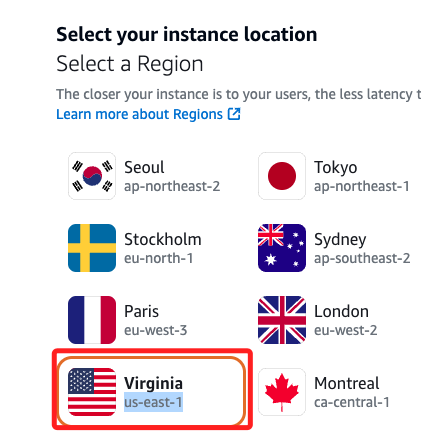 Select your instance location
Select a Region
The closer your instance is to your users, the less latency t
Learn more about Regions
Seoul
ap-northeast-2
Tokyo
ap-northeast-1
Stockholm
eu-north-1
Sydney
ap-southeast-2
Paris
eu-west-3
London
eu-west-2
Virginia
us-east-1
Montreal
ca-central-1